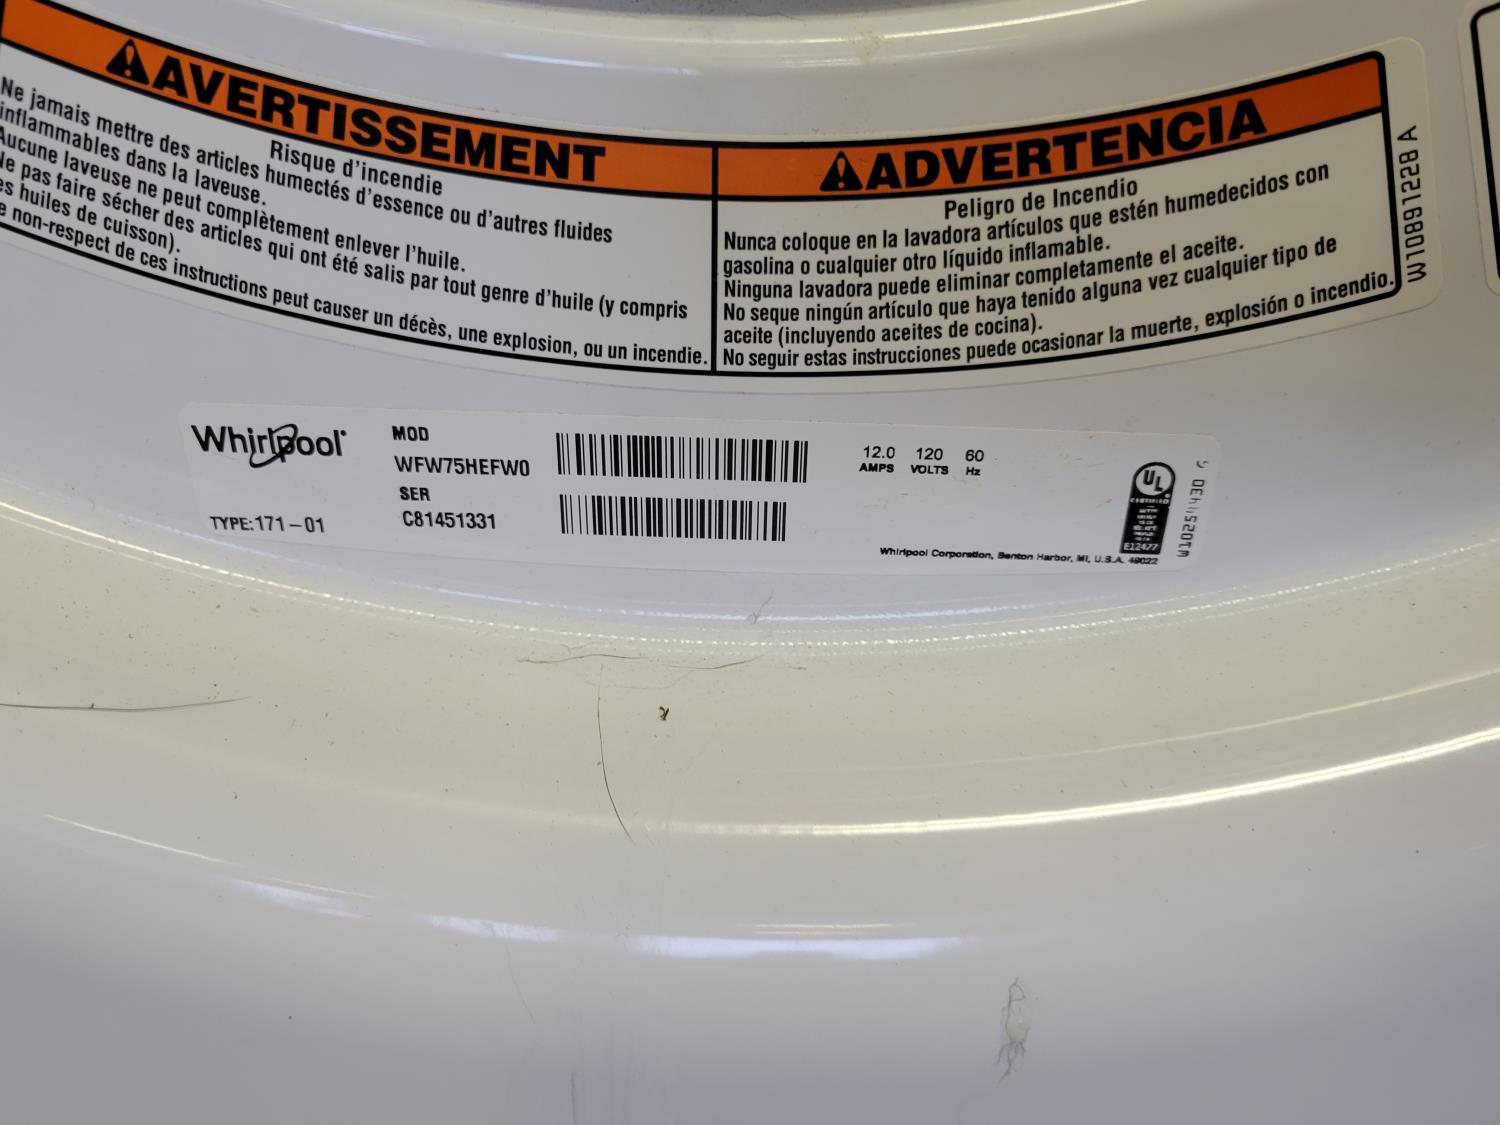 AVERTISSEMENT
Risque d'incendie
Ne jamais mettre des articles humectés d'essence ou d'autres fluides
inflammables dans la laveuse.
Aucune laveuse ne peut complètement enlever l'huile.
Ne pas faire sécher des articles qui ont été salis par tout genre d'huile (y compris
es huiles de cuisson).
e non-respect de ces instructions peut causer un décès, une explosion, ou un incendie.
ADVERTENCIA
Peligro de Incendio
Nunca coloque en la lavadora artículos que estén humedecidos con
gasolina o cualquier otro líquido inflamable.
Ninguna lavadora puede eliminar completamente el aceite.
No seque ningún artículo que haya tenido alguna vez cualquier tipo de
aceite (incluyendo aceites de cocina).
No seguir estas instrucciones puede ocasionar la muerte, explosión o incendio.
W10891228 A
Whirlpool
TYPE:171-01
MOD
WFW75HEFW0
SER
C81451331
12.0 120 60
AMPS VOLTS Hz
UL
CERTIFIED
E12477
Whirlpool Corporation, Benton Harbor, MI, U.S.A. 49022